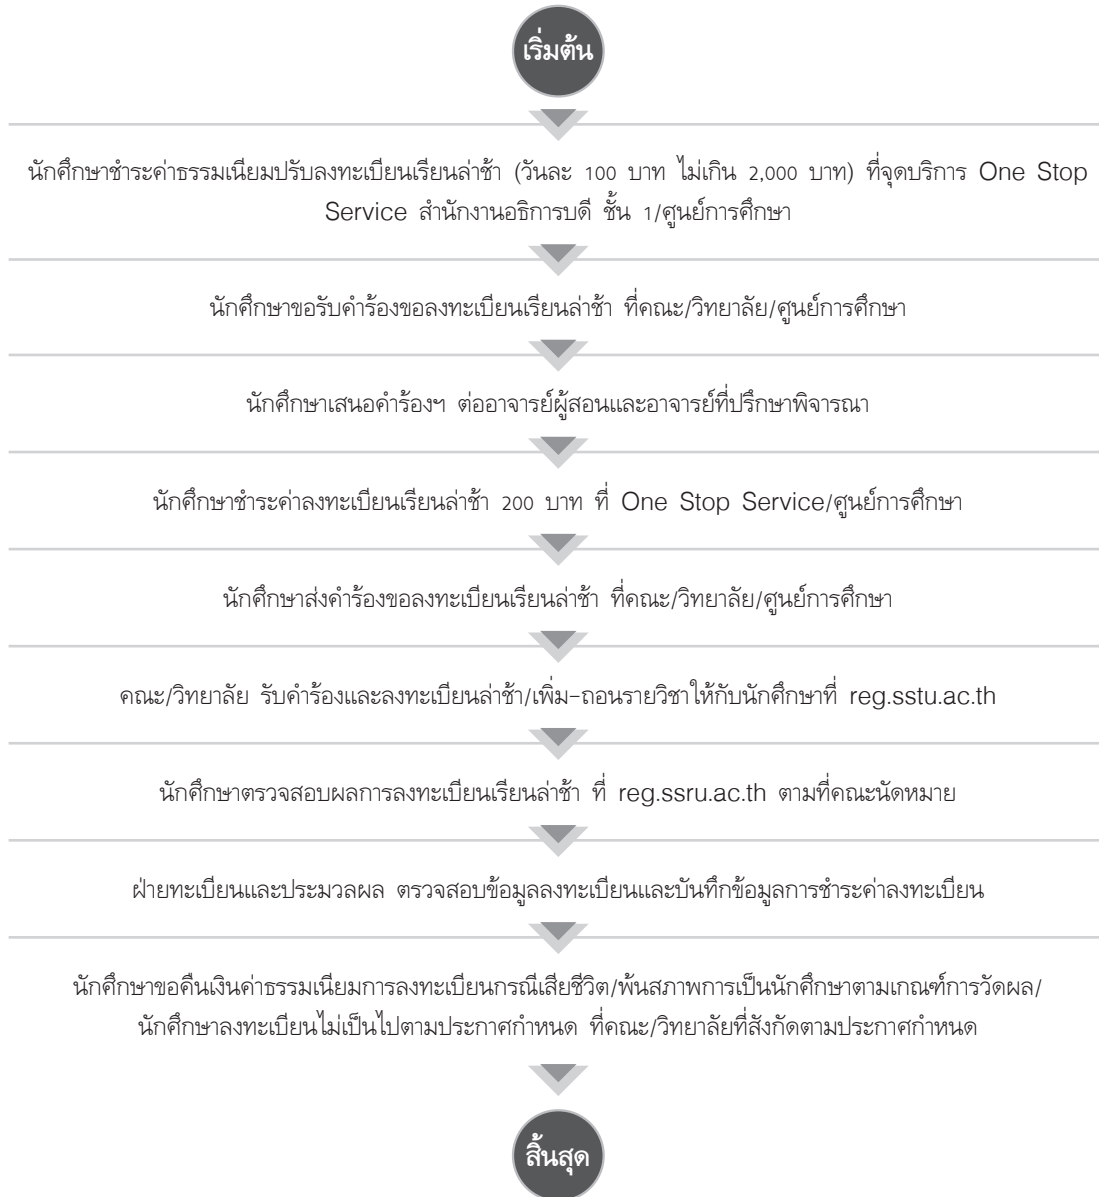 เริ่มต้น
นักศึกษาชำระค่าธรรมเนียมปรับลงทะเบียนเรียนล่าช้า (วันละ 100 บาท ไม่เกิน 2,000 บาท) ที่จุดบริการ One Stop
Service สำนักงานอธิการบดี ชั้น 1/ศูนย์การศึกษา
นักศึกษาขอรับคำร้องขอลงทะเบียนเรียนล่าช้า ที่คณะ/วิทยาลัย/ศูนย์การศึกษา
นักศึกษาเสนอคำร้องฯ ต่ออาจารย์ผู้สอนและอาจารย์ที่ปรึกษาพิจารณา
นักศึกษาชำระค่าลงทะเบียนเรียนล่าช้า 200 บาท ที่ One Stop Service/ศูนย์การศึกษา
นักศึกษาส่งคำร้องขอลงทะเบียนเรียนล่าช้า ที่คณะ/วิทยาลัย/ศูนย์การศึกษา
คณะ/วิทยาลัย รับคำร้องและลงทะเบียนล่าช้า/เพิ่ม-ถอนรายวิชาให้กับนักศึกษาที่ reg.sstu.ac.th
นักศึกษาตรวจสอบผลการลงทะเบียนเรียนล่าช้า ที่ reg.ssru.ac.th ตามที่คณะนัดหมาย
ฝ่ายทะเบียนและประมวลผล ตรวจสอบข้อมูลลงทะเบียนและบันทึกข้อมูลการชำระค่าลงทะเบียน
นักศึกษาขอคืนเงินค่าธรรมเนียมการลงทะเบียนกรณีเสียชีวิต/พ้นสภาพการเป็นนักศึกษาตามเกณฑ์การวัดผล/
นักศึกษาลงทะเบียนไม่เป็นไปตามประกาศกำหนด ที่คณะ/วิทยาลัยที่สังกัดตามประกาศกำหนด
สิ้นสุด